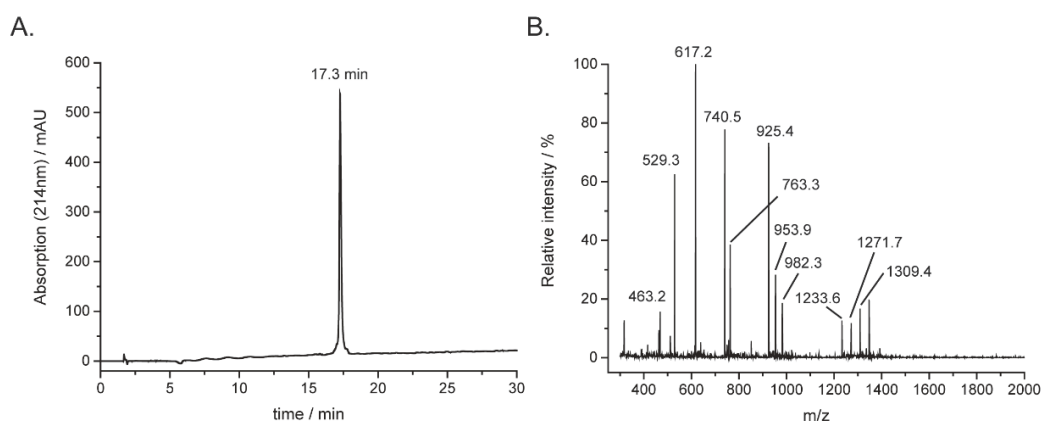 A.
B.
600
500
400
300
200
100
0
Absorption (214nm) / mAU
17.3 min
0 5 10 15 20 25 30
time / min
100
80
60
40
20
0
Relative intensity / %
617.2
740.5
925.4
529.3
763.3
953.9
982.3
1271.7
1309.4
463.2
1233.6
400 600 800 1000 1200 1400 1600 1800 2000
m/z